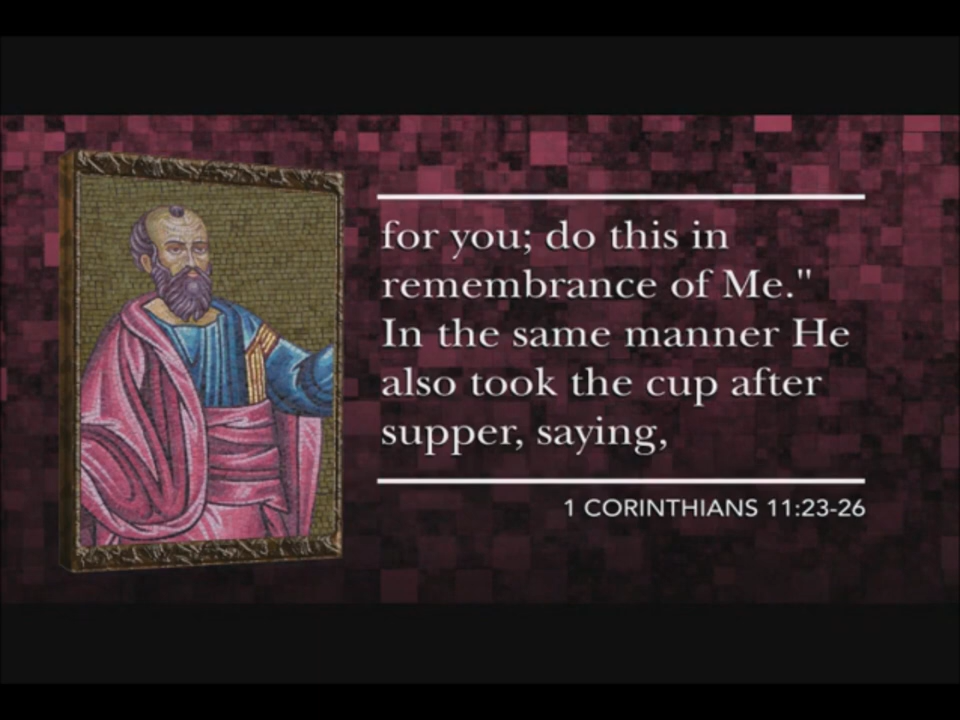 for you; do this in
remembrance of Me."
In the same manner He
also took the cup after
supper, saying,
1 CORINTHIANS 11:23-26